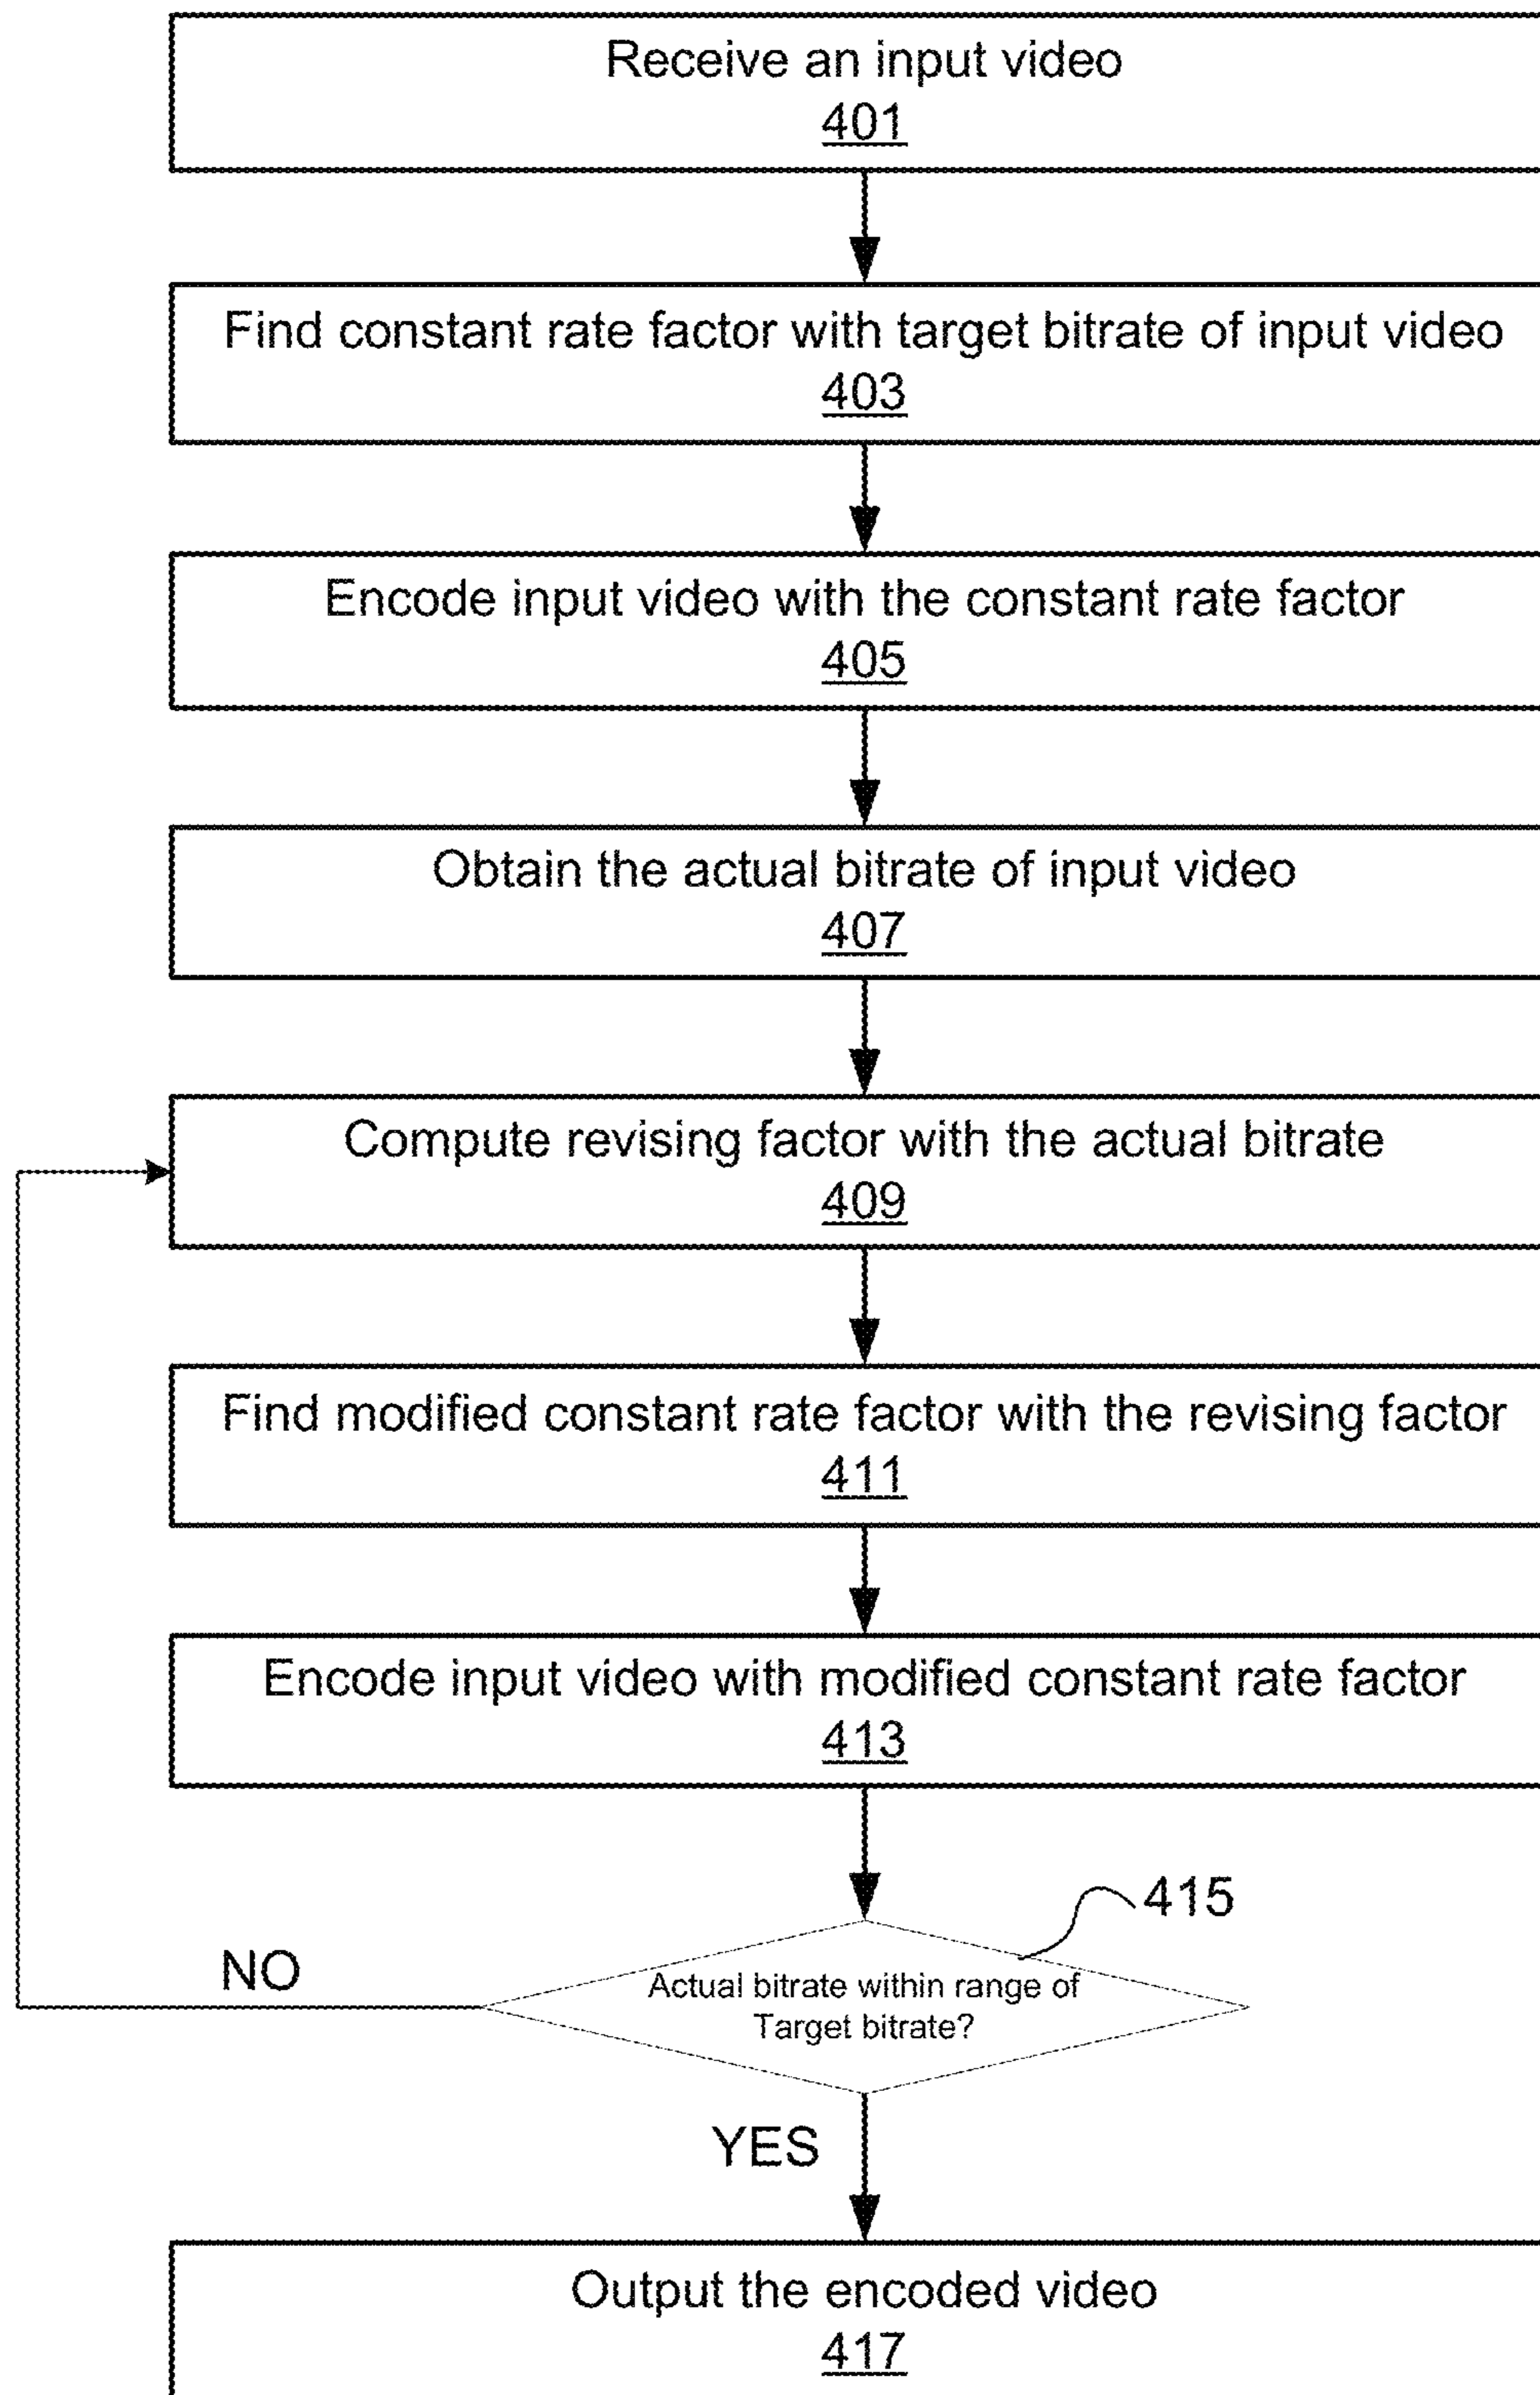 Receive an input video
401
Find constant rate factor with target bitrate of input video
403
Encode input video with the constant rate factor
405
Obtain the actual bitrate of input video
407
Compute revising factor with the actual bitrate
409
Find modified constant rate factor with the revising factor
411
Encode input video with modified constant rate factor
413
415
NO
Actual bitrate within range of
Target bitrate?
YES
Output the encoded video
417